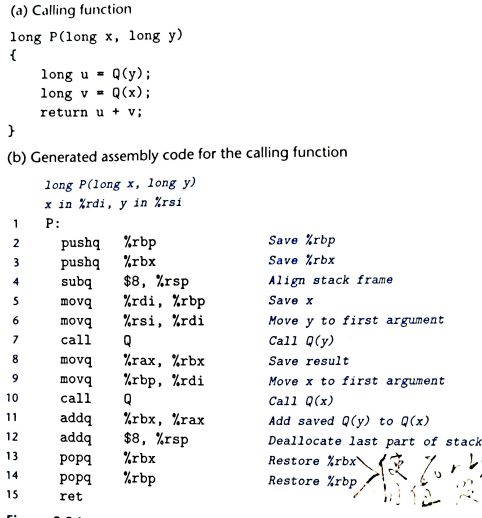 (a) Calling function
long P(long x, long y)
{
long u = Q(y);
long v = Q(x);
return u + v;
}
(b) Generated assembly code for the calling function
long P(long x, long y)
x in %rdi, y in %rsi
1 P:
2 pushq %rbp Save %rbp
3 pushq %rbx Save %rbx
4 subq $8, %rsp Align stack frame
5 movq %rdi, %rbp Save x
6 movq %rsi, %rdi Move y to first argument
7 call Q Call Q(y)
8 movq %rax, %rbx Save result
9 movq %rbp, %rdi Move x to first argument
10 call Q Call Q(x)
11 addq %rbx, %rax Add saved Q(y) to Q(x)
12 addq $8, %rsp Deallocate last part of stack
13 popq %rbx Restore %rbx
14 popq %rbp Restore %rbp
15 ret